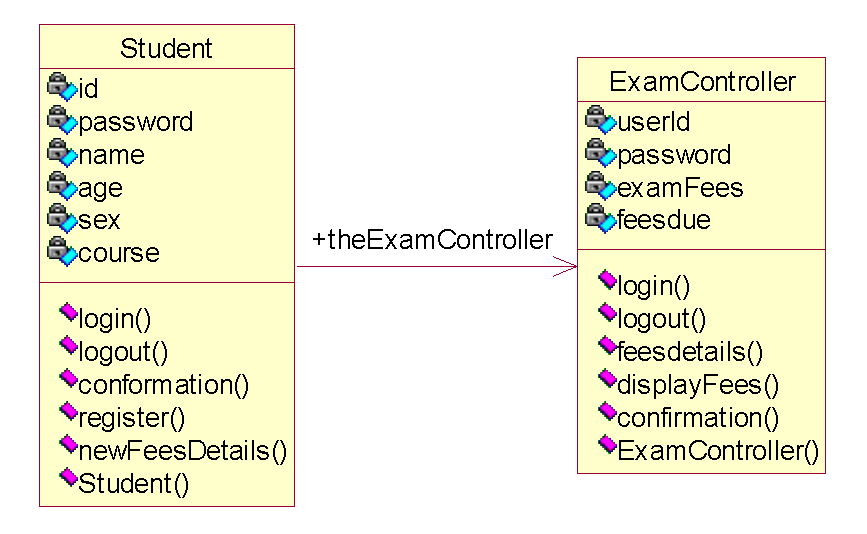 Student
id
password
name
age
sex
course
login()
logout()
conformation()
register()
newFeesDetails()
Student()
+theExamController
ExamController
userId
password
examFees
feesdue
login()
logout()
feesdetails()
displayFees()
confirmation()
ExamController()